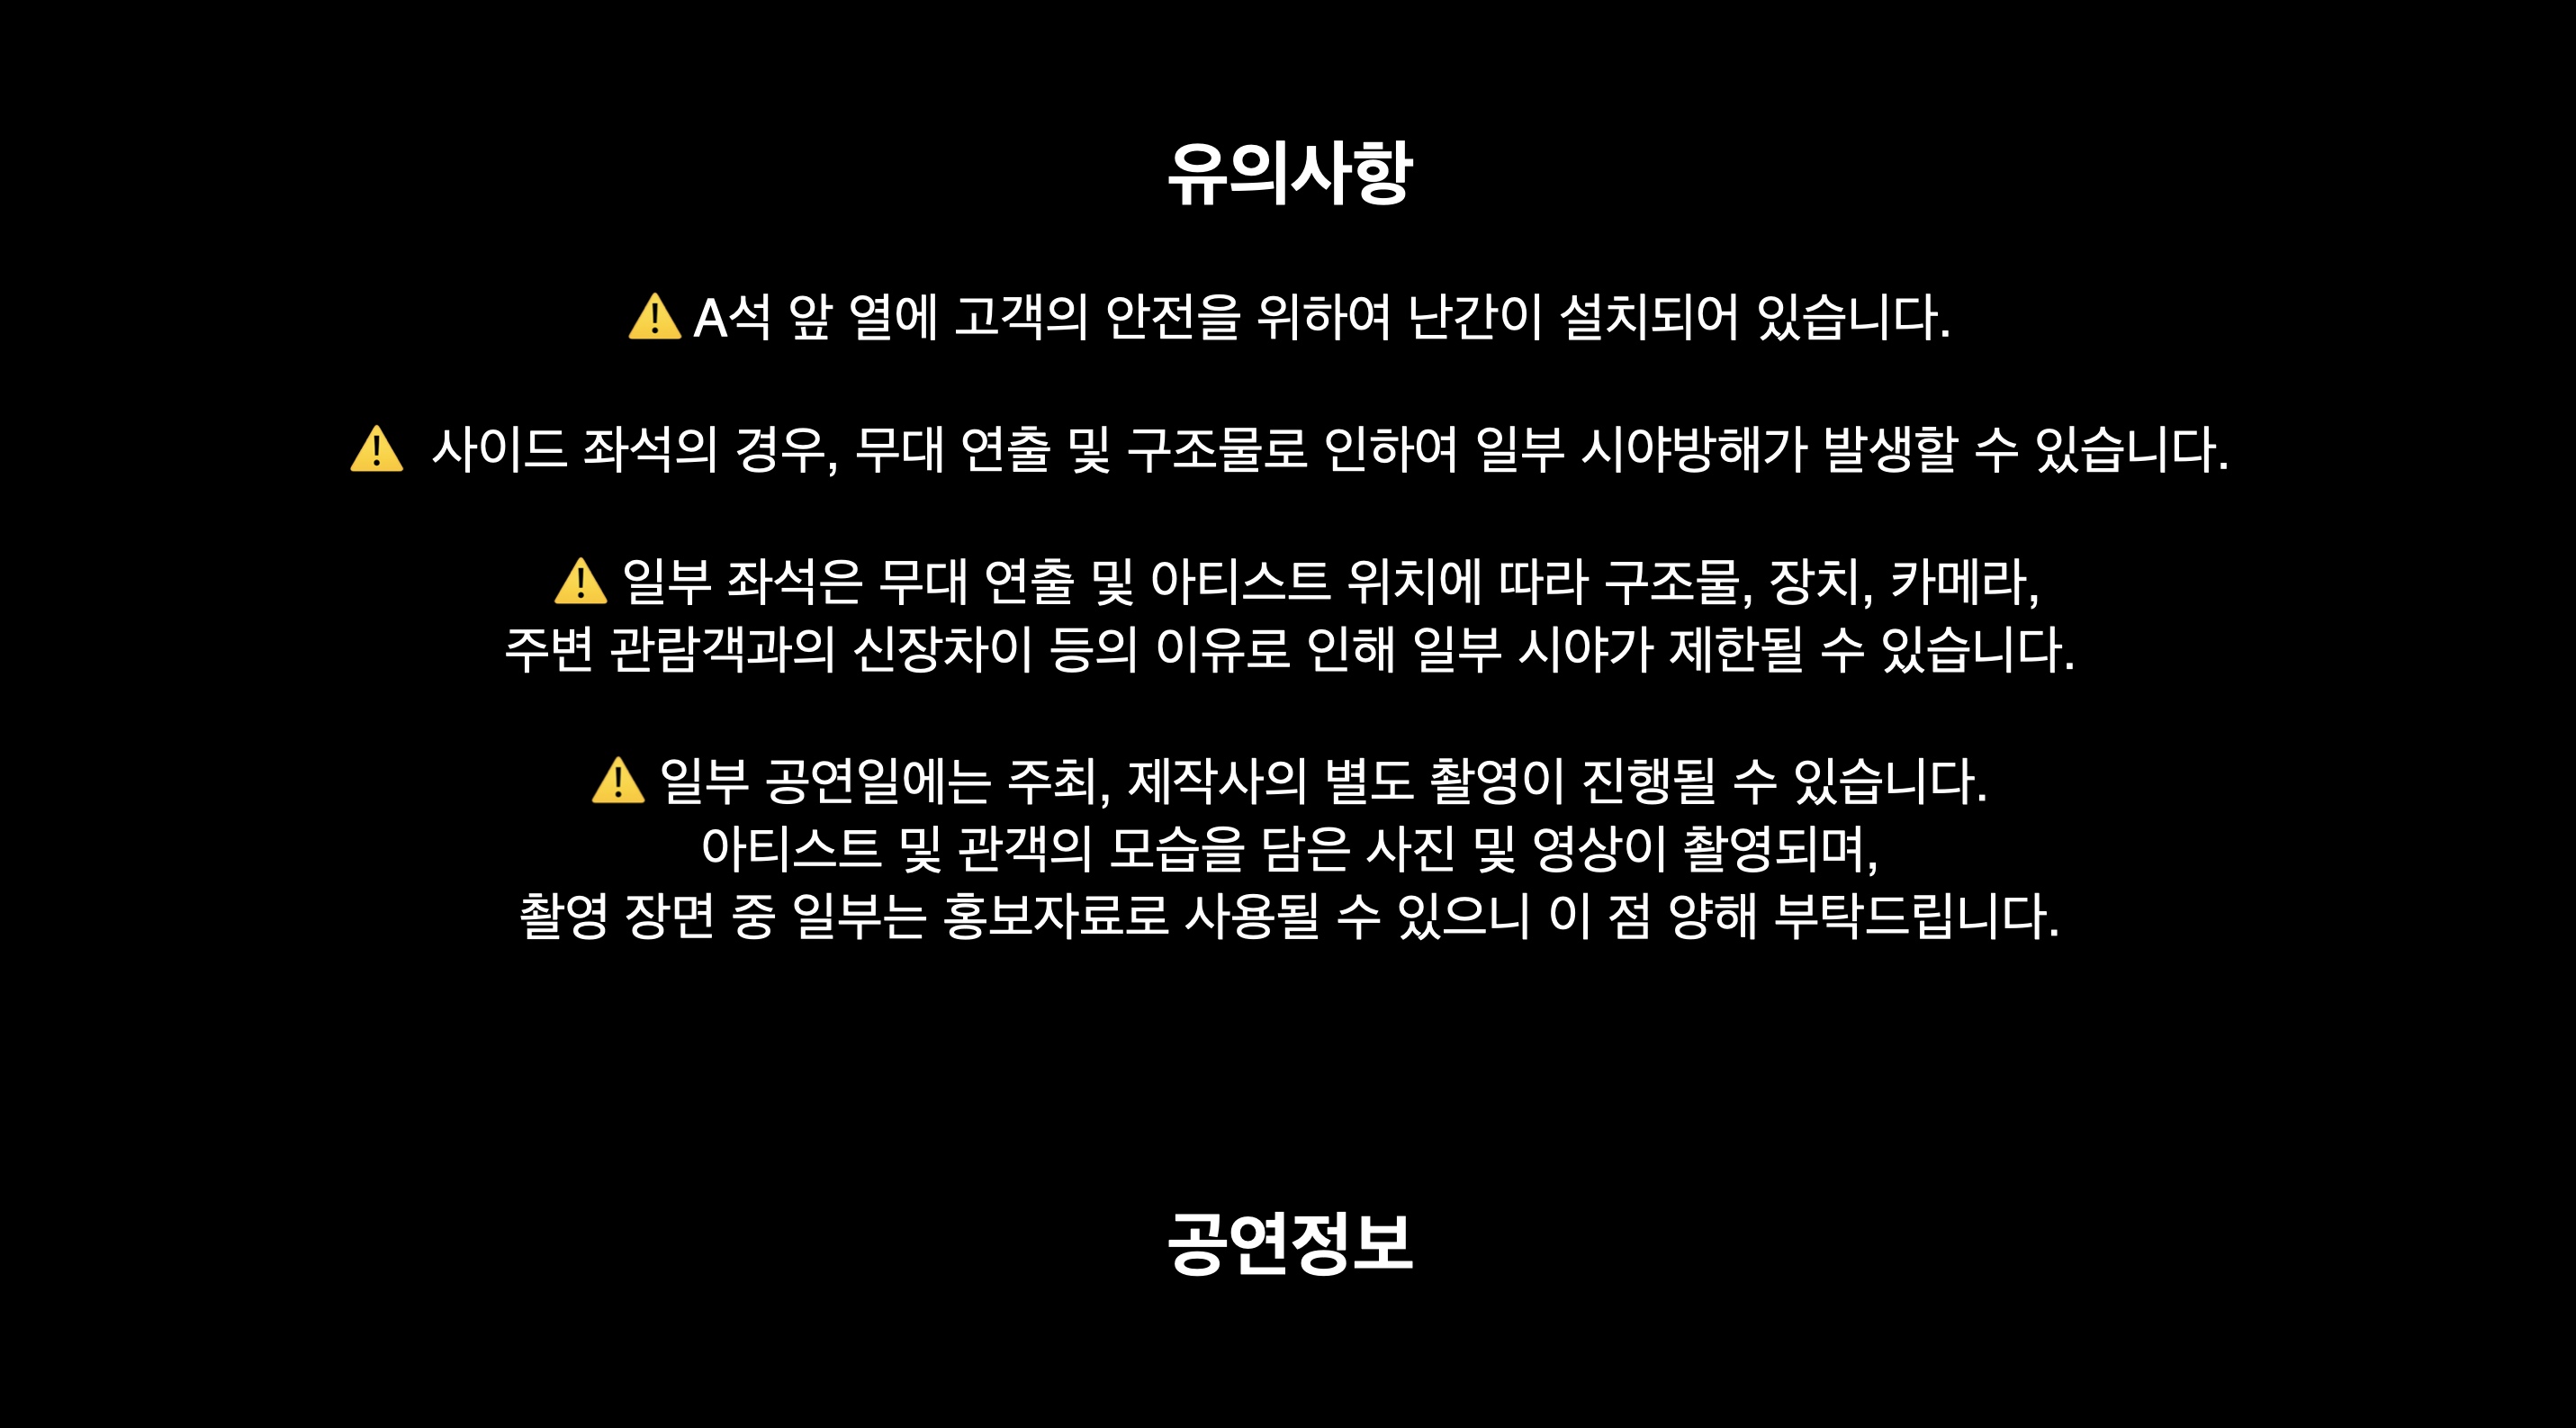 유의사항
⚠️ A석 앞 열에 고객의 안전을 위하여 난간이 설치되어 있습니다.
⚠️ 사이드 좌석의 경우, 무대 연출 및 구조물로 인하여 일부 시야방해가 발생할 수 있습니다.
⚠️ 일부 좌석은 무대 연출 및 아티스트 위치에 따라 구조물, 장치, 카메라,
주변 관람객과의 신장차이 등의 이유로 인해 일부 시야가 제한될 수 있습니다.
⚠️ 일부 공연일에는 주최, 제작사의 별도 촬영이 진행될 수 있습니다.
아티스트 및 관객의 모습을 담은 사진 및 영상이 촬영되며,
촬영 장면 중 일부는 홍보자료로 사용될 수 있으니 이 점 양해 부탁드립니다.
공연정보